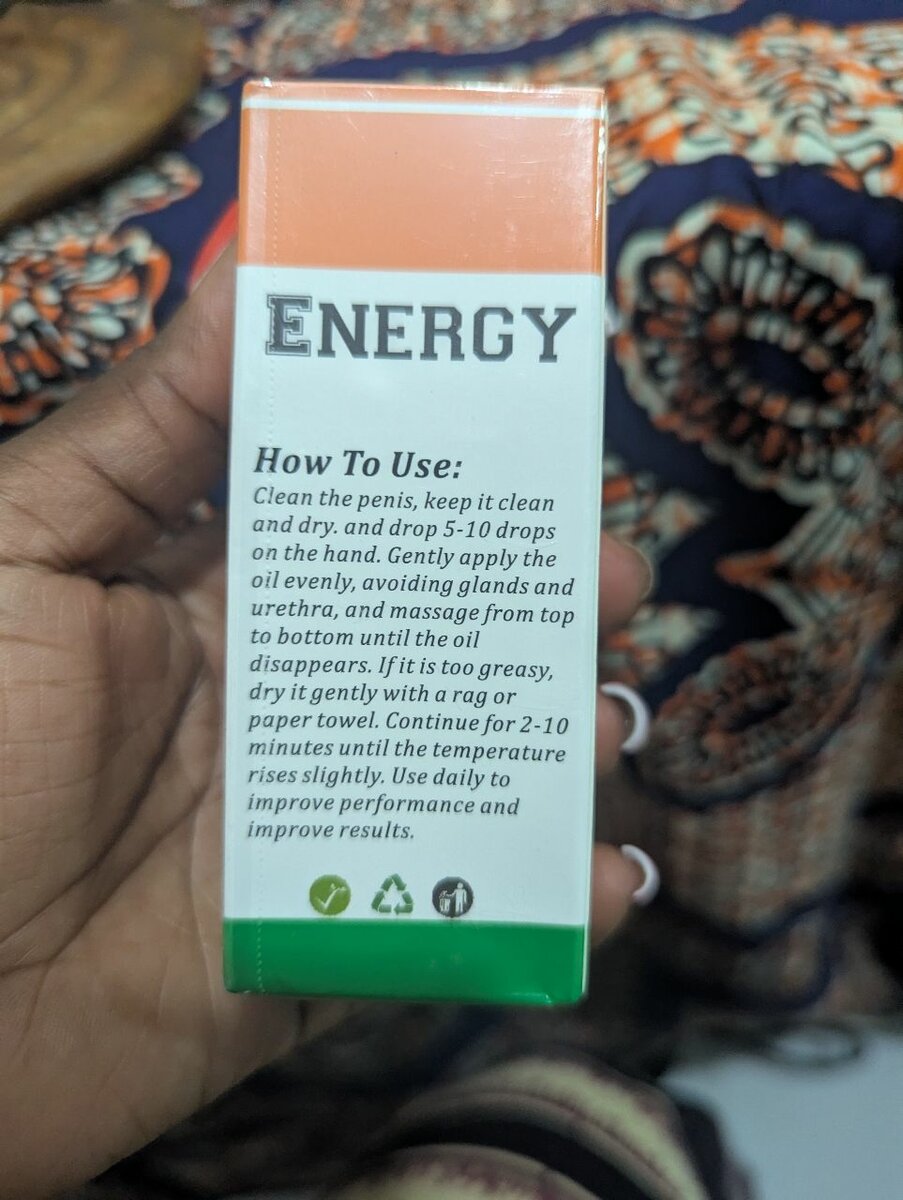 ENERGY
How To Use:
Clean the penis, keep it clean
and dry. and drop 5-10 drops
on the hand. Gently apply the
oil evenly, avoiding glands and
urethra, and massage from top
to bottom until the oil
disappears. If it is too greasy,
dry it gently with a rag or
paper towel. Continue for 2-10
minutes until the temperature
rises slightly. Use daily to
improve performance and
improve results.